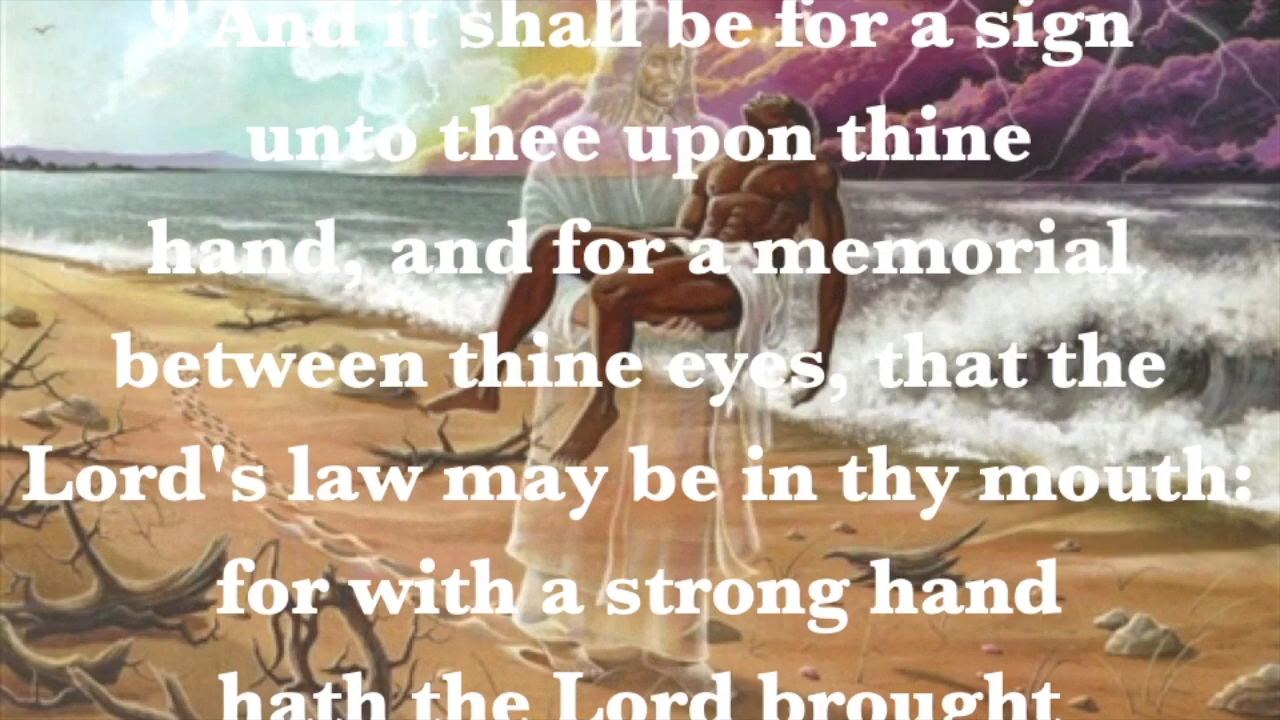 9 And it shall be for a sign
unto thee upon thine
hand, and for a memorial
between thine eyes, that the
Lord's law may be in thy mouth:
for with a strong hand
hath the Lord brought